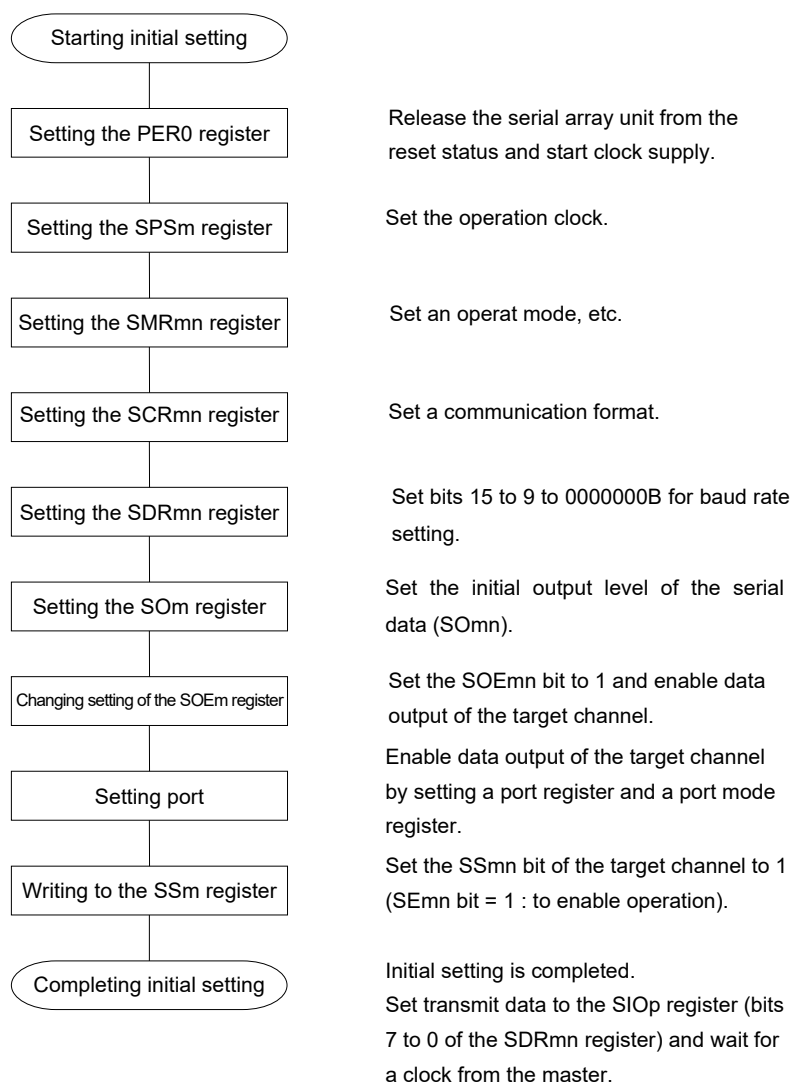 Starting initial setting
Setting the PER0 register
Release the serial array unit from the
reset status and start clock supply.
Setting the SPSm register
Set the operation clock.
Setting the SMRmn register
Set an operat mode, etc.
Setting the SCRmn register
Set a communication format.
Setting the SDRmn register
Set bits 15 to 9 to 0000000B for baud rate
setting.
Setting the SOm register
Set the initial output level of the serial
data (SOmn).
Changing setting of the SOEm register
Set the SOEmn bit to 1 and enable data
output of the target channel.
Setting port
Enable data output of the target channel
by setting a port register and a port mode
register.
Writing to the SSm register
Set the SSmn bit of the target channel to 1
(SEmn bit = 1 : to enable operation).
Completing initial setting
Initial setting is completed.
Set transmit data to the SIOp register (bits
7 to 0 of the SDRmn register) and wait for
a clock from the master.